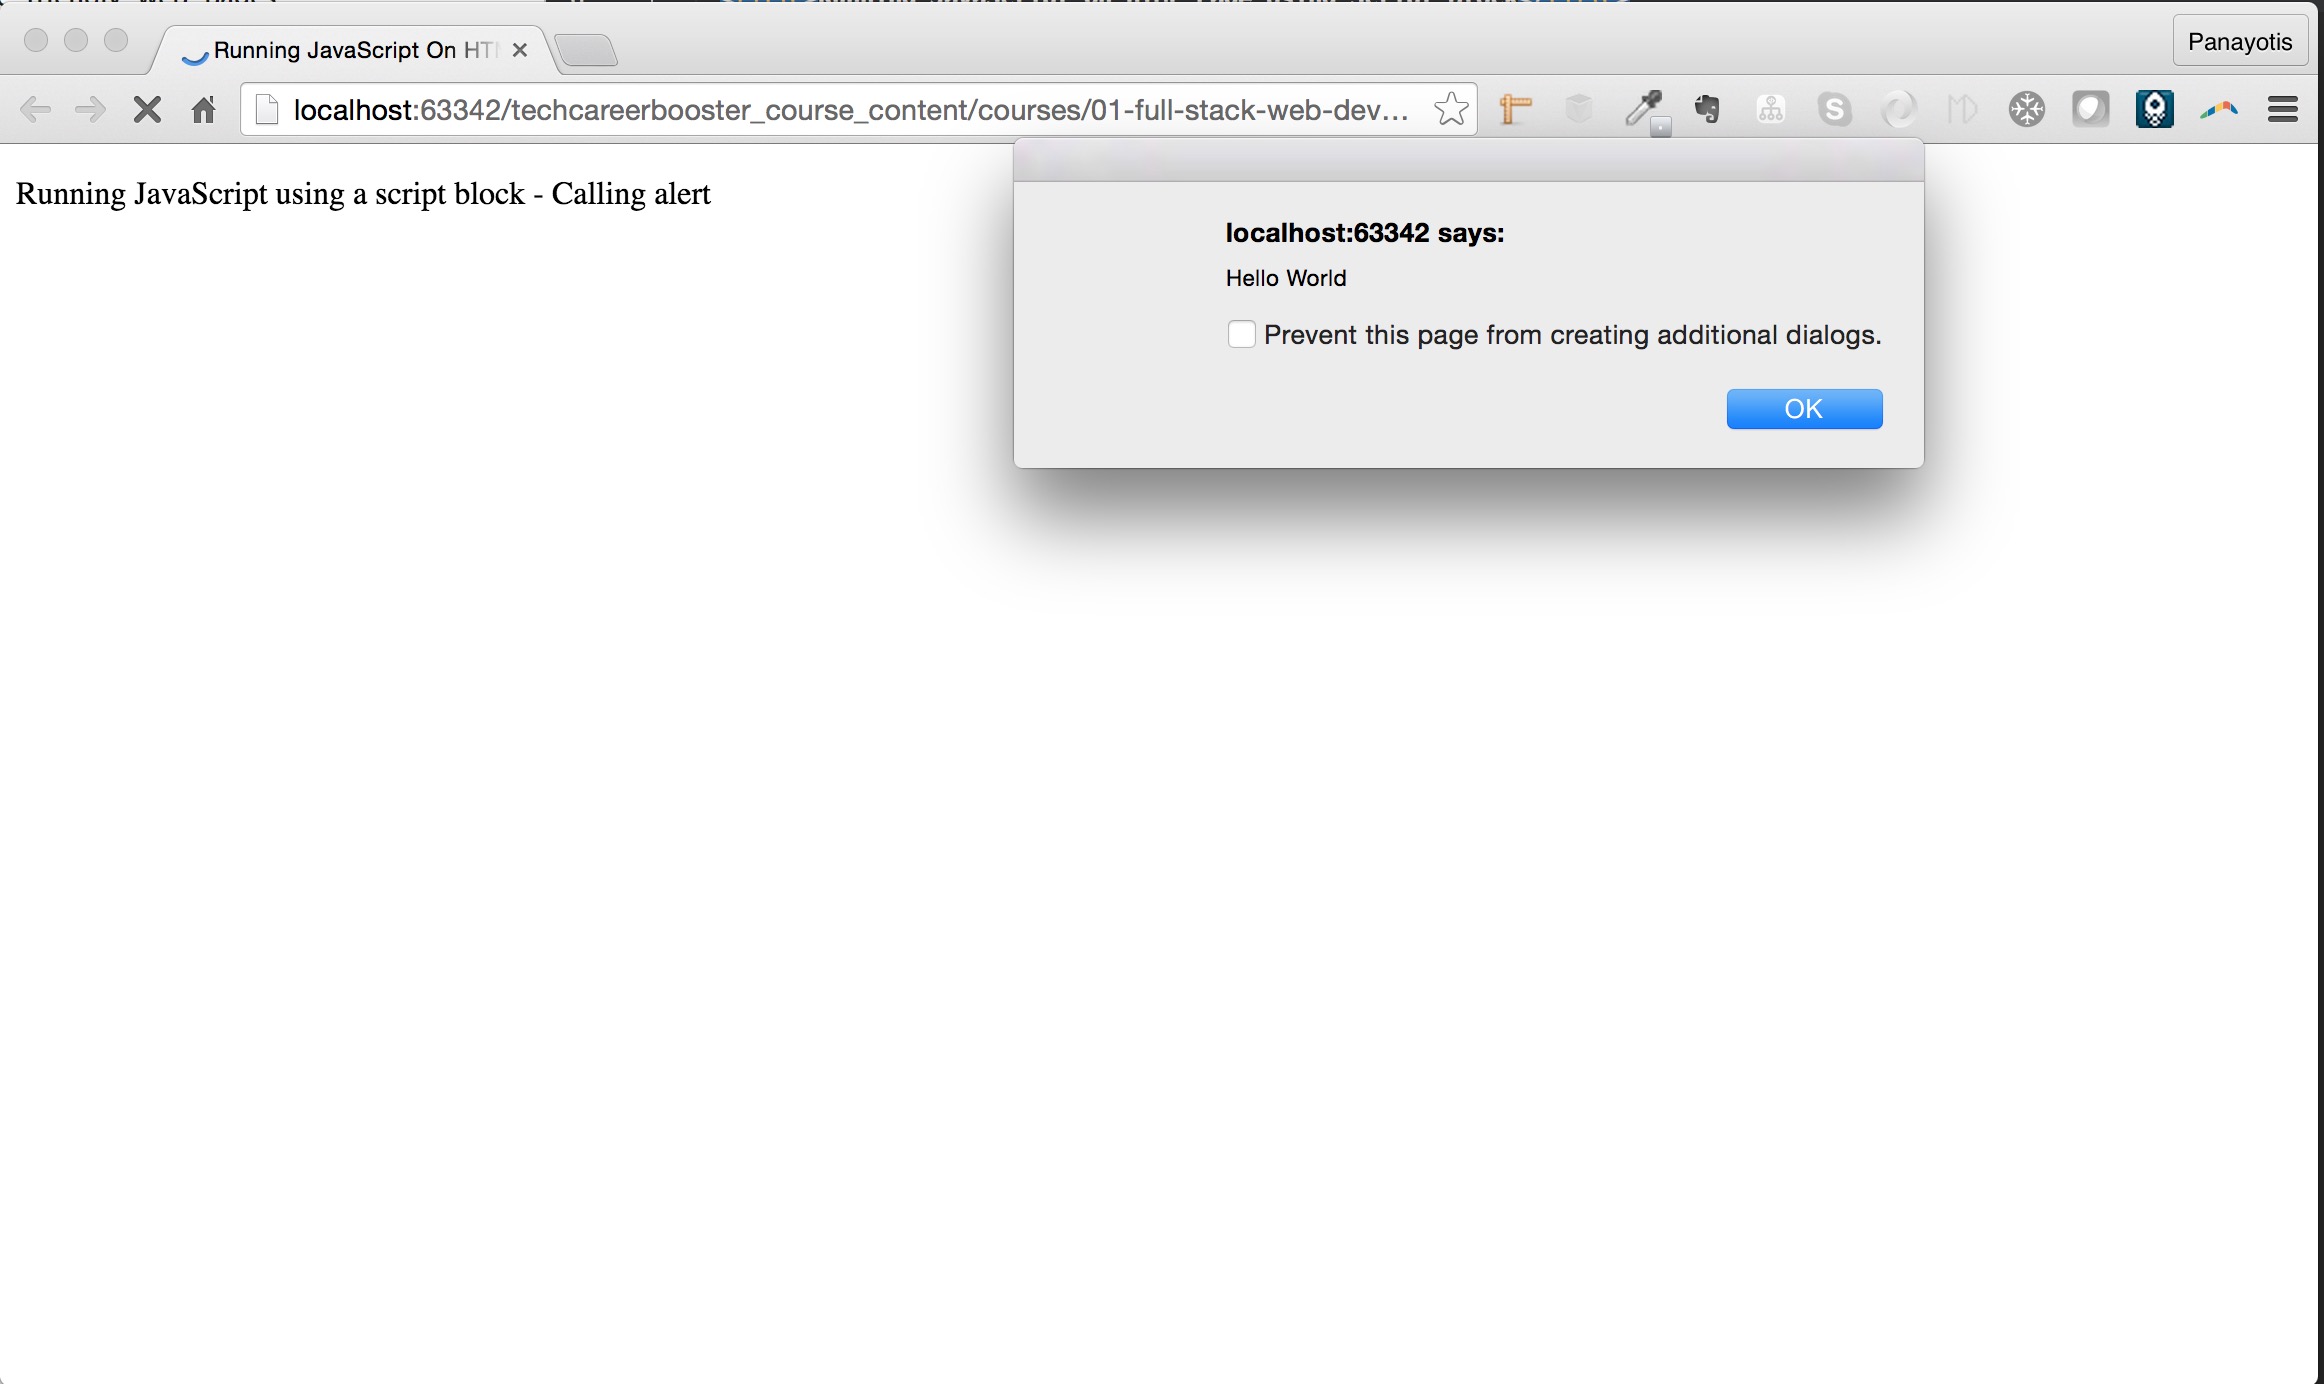 Running JavaScript On HT
Panayotis
localhost:63342/techcareerbooster_course_content/courses/01-full-stack-web-dev...
Running JavaScript using a script block - Calling alert
localhost:63342 says:
Hello World
Prevent this page from creating additional dialogs.
OK